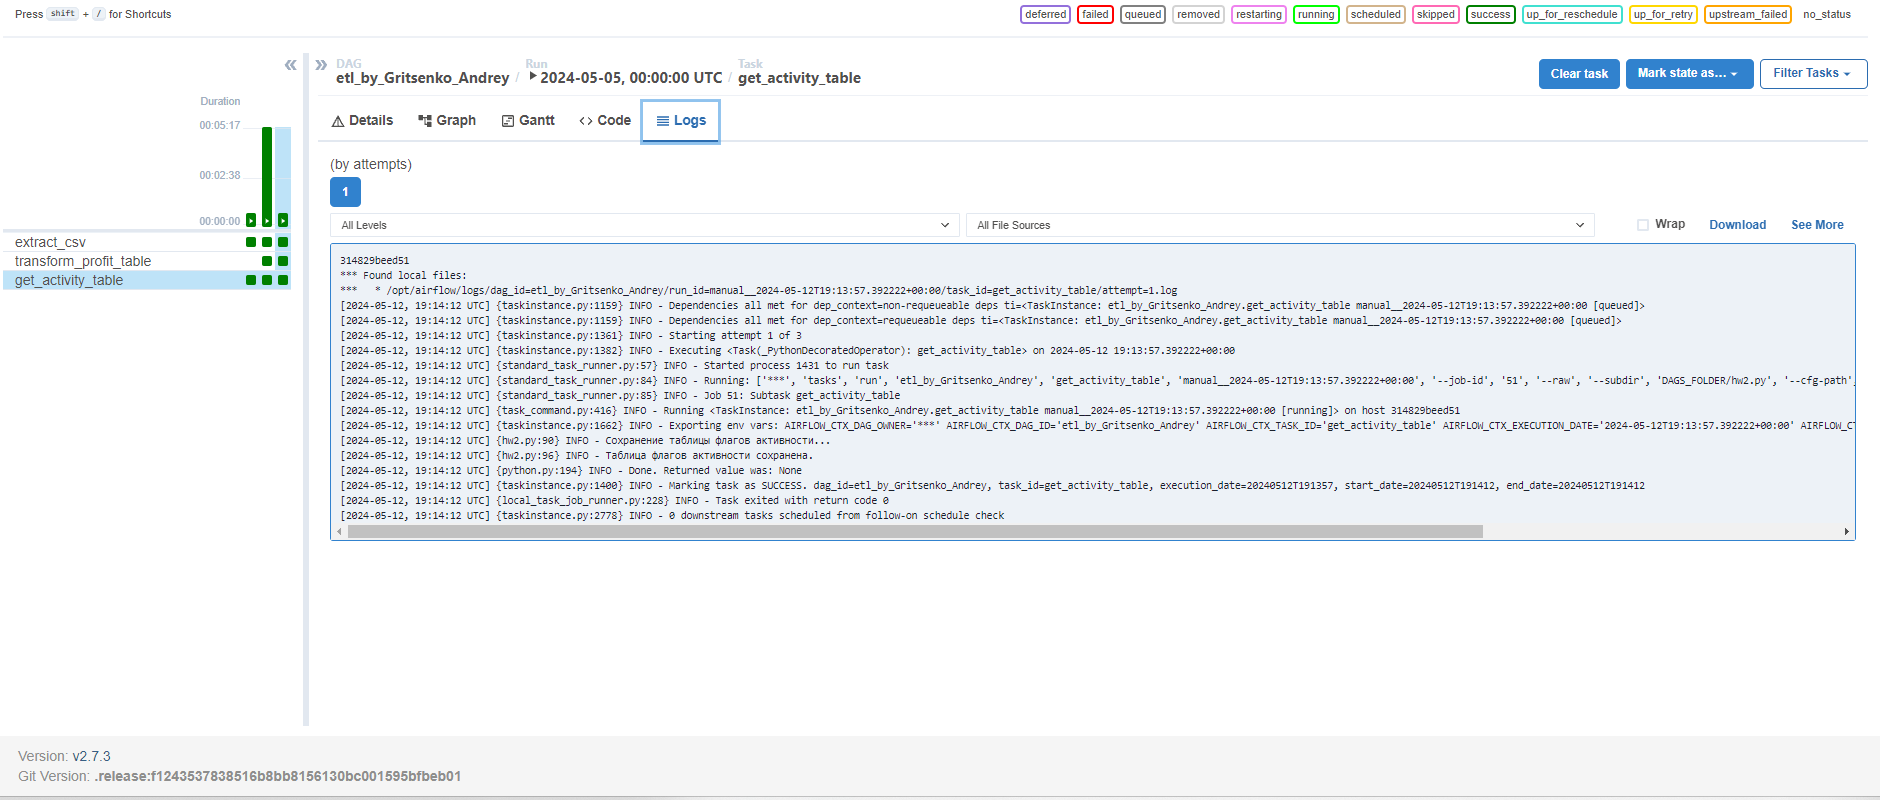 Press shift + / for Shortcuts
deferred failed queued removed restarting running scheduled skipped success up_for_reschedule up_for_retry upstream_failed no_status
DAG Run Task
etl_by_Gritsenko_Andrey / 2024-05-05, 00:00:00 UTC / get_activity_table
Clear task Mark state as... Filter Tasks
Duration
00:05:17
00:02:38
00:00:00
extract_csv
transform_profit_table
get_activity_table
Details Graph Gantt Code Logs
(by attempts)
1
All Levels All File Sources Wrap Download See More
314829beed51
*** Found local files:
***   * /opt/airflow/logs/dag_id=etl_by_Gritsenko_Andrey/run_id=manual__2024-05-12T19:13:57.392222+00:00/task_id=get_activity_table/attempt=1.log
[2024-05-12, 19:14:12 UTC] {taskinstance.py:1159} INFO - Dependencies all met for dep_context=non-requeueable deps ti=<TaskInstance: etl_by_Gritsenko_Andrey.get_activity_table manual__2024-05-12T19:13:57.392222+00:00 [queued]>
[2024-05-12, 19:14:12 UTC] {taskinstance.py:1159} INFO - Dependencies all met for dep_context=requeueable deps ti=<TaskInstance: etl_by_Gritsenko_Andrey.get_activity_table manual__2024-05-12T19:13:57.392222+00:00 [queued]>
[2024-05-12, 19:14:12 UTC] {taskinstance.py:1361} INFO - Starting attempt 1 of 3
[2024-05-12, 19:14:12 UTC] {taskinstance.py:1382} INFO - Executing <Task(_PythonDecoratedOperator): get_activity_table> on 2024-05-12 19:13:57.392222+00:00
[2024-05-12, 19:14:12 UTC] {standard_task_runner.py:57} INFO - Started process 1431 to run task
[2024-05-12, 19:14:12 UTC] {standard_task_runner.py:84} INFO - Running: ['***', 'tasks', 'run', 'etl_by_Gritsenko_Andrey', 'get_activity_table', 'manual__2024-05-12T19:13:57.392222+00:00', '--job-id', '51', '--raw', '--subdir', 'DAGS_FOLDER/hw2.py', '--cfg-path',
[2024-05-12, 19:14:12 UTC] {standard_task_runner.py:85} INFO - Job 51: Subtask get_activity_table
[2024-05-12, 19:14:12 UTC] {task_command.py:416} INFO - Running <TaskInstance: etl_by_Gritsenko_Andrey.get_activity_table manual__2024-05-12T19:13:57.392222+00:00 [running]> on host 314829beed51
[2024-05-12, 19:14:12 UTC] {taskinstance.py:1662} INFO - Exporting env vars: AIRFLOW_CTX_DAG_OWNER='***' AIRFLOW_CTX_DAG_ID='etl_by_Gritsenko_Andrey' AIRFLOW_CTX_TASK_ID='get_activity_table' AIRFLOW_CTX_EXECUTION_DATE='2024-05-12T19:13:57.392222+00:00' AIRFLOW_CT
[2024-05-12, 19:14:12 UTC] {hw2.py:90} INFO - Сохранение таблицы флагов активности...
[2024-05-12, 19:14:12 UTC] {hw2.py:96} INFO - Таблица флагов активности сохранена.
[2024-05-12, 19:14:12 UTC] {python.py:194} INFO - Done. Returned value was: None
[2024-05-12, 19:14:12 UTC] {taskinstance.py:1400} INFO - Marking task as SUCCESS. dag_id=etl_by_Gritsenko_Andrey, task_id=get_activity_table, execution_date=20240512T191357, start_date=20240512T191412, end_date=20240512T191412
[2024-05-12, 19:14:12 UTC] {local_task_job_runner.py:228} INFO - Task exited with return code 0
[2024-05-12, 19:14:12 UTC] {taskinstance.py:2778} INFO - 0 downstream tasks scheduled from follow-on schedule check
Version: v2.7.3
Git Version: .release:f1243537838516b8bb8156130bc001595bfbeb01